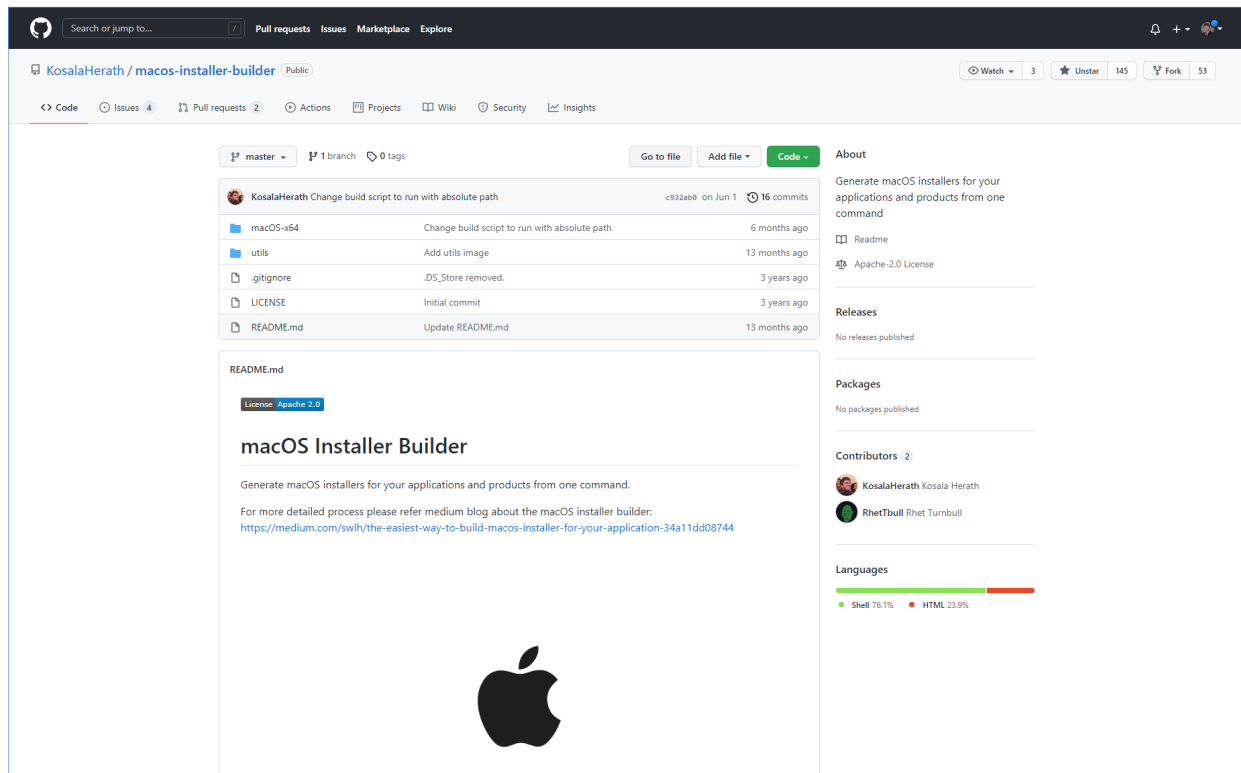 Search or jump to... /
Pull requests Issues Marketplace Explore
KosalaHerath / macos-installer-builder Public
Watch 3 Unstar 145 Fork 53
Code Issues 4 Pull requests 2 Actions Projects Wiki Security Insights
master 1 branch 0 tags Go to file Add file Code
KosalaHerath Change build script to run with absolute path c932ab0 on Jun 1 16 commits
macOS-x64 Change build script to run with absolute path 6 months ago
utils Add utils image 13 months ago
.gitignore .DS_Store removed. 3 years ago
LICENSE Initial commit 3 years ago
README.md Update README.md 13 months ago
README.md
License Apache 2.0
macOS Installer Builder
Generate macOS installers for your applications and products from one command.
For more detailed process please refer medium blog about the macOS installer builder:
https://medium.com/swlh/the-easiest-way-to-build-macos-installer-for-your-application-34a11dd08744
About
Generate macOS installers for your
applications and products from one
command
Readme
Apache-2.0 License
Releases
No releases published
Packages
No packages published
Contributors 2
KosalaHerath Kosala Herath
RhetTbull Rhet Turnbull
Languages
Shell 76.1% HTML 23.9%